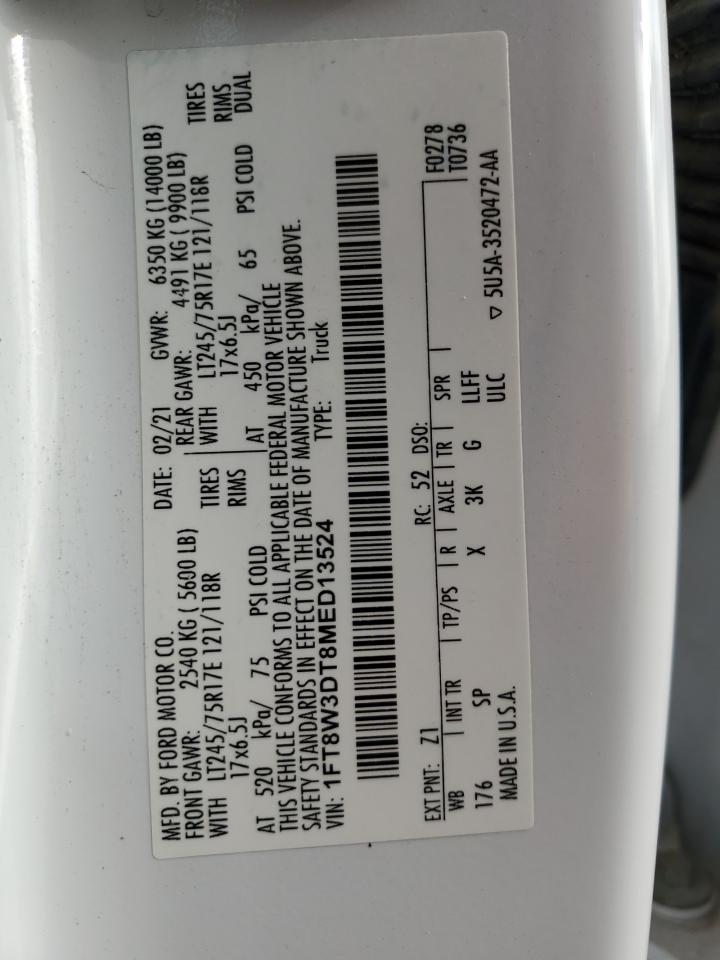 MFD. BY FORD MOTOR CO.
DATE: 02/21 GVWR: 6350 KG (14000 LB)
FRONT GAWR: 2540 KG ( 5600 LB) REAR GAWR: 4491 KG ( 9900 LB)
WITH LT245/75R17E 121/118R TIRES WITH LT245/75R17E 121/118R TIRES
17x6.5J RIMS 17x6.5J RIMS
AT 520 kPa/ 75 PSI COLD AT 450 kPa/ 65 PSI COLD DUAL
THIS VEHICLE CONFORMS TO ALL APPLICABLE FEDERAL MOTOR VEHICLE
SAFETY STANDARDS IN EFFECT ON THE DATE OF MANUFACTURE SHOWN ABOVE.
VIN: 1FT8W3DT8MED13524 TYPE: Truck
EXT PNT: Z1 RC: 52 DSO: F0278
WB INT TR TP/PS R AXLE TR SPR T0736
176 SP X 3K G LLFF
MADE IN U.S.A. ULC
▽ 5U5A-3520472-AA